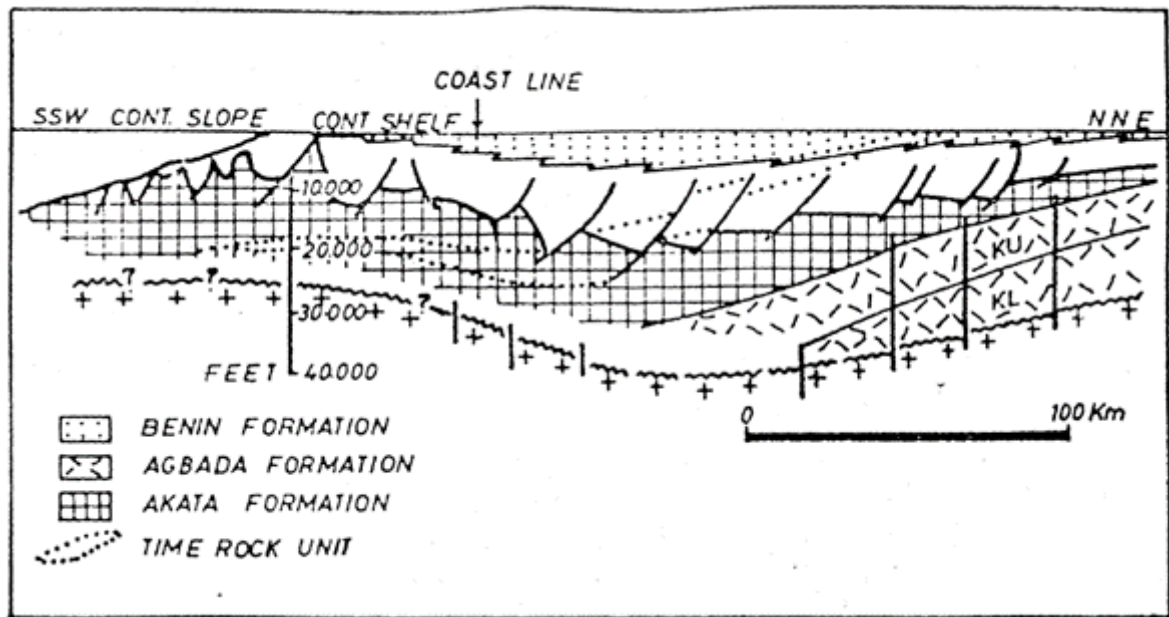 COAST LINE
SSW CONT. SLOPE CONT SHELF NNE
10.000
20.000
30.000
FEET 40.000
? ? ?
KU
KL
0 100 Km
BENIN FORMATION
AGBADA FORMATION
AKATA FORMATION
TIME ROCK UNIT